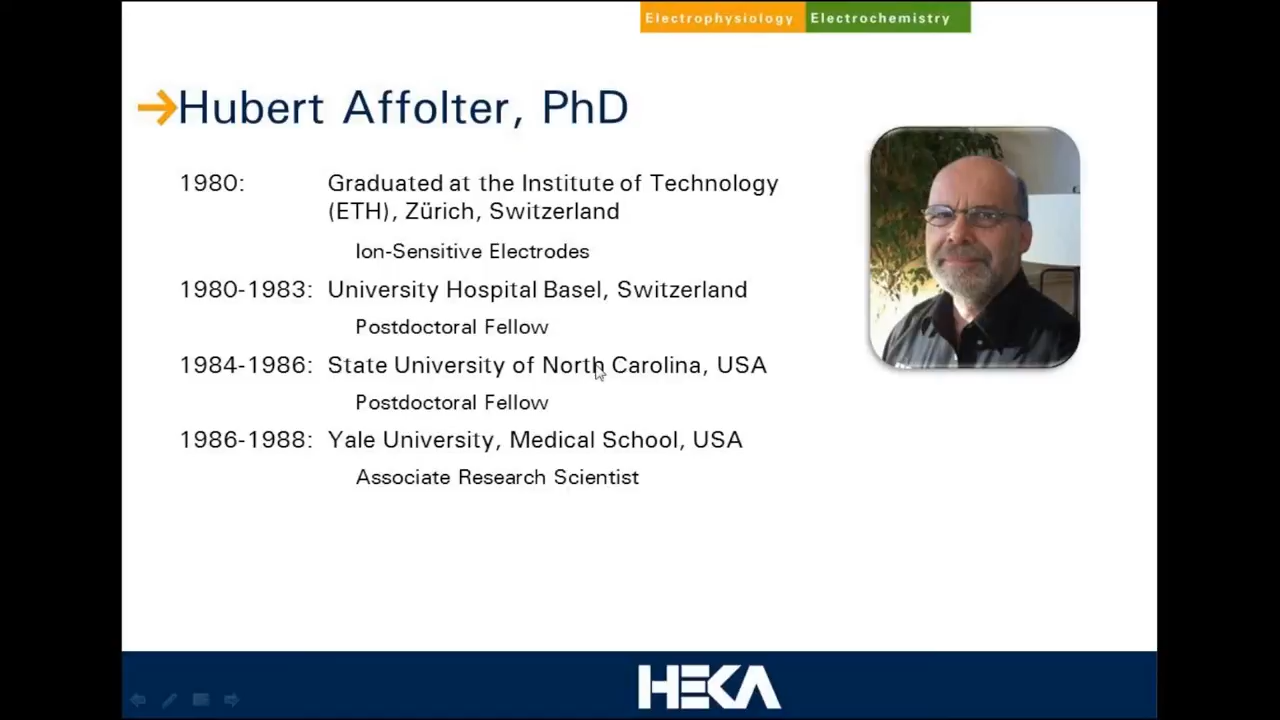 Electrophysiology Electrochemistry
Hubert Affolter, PhD
1980: Graduated at the Institute of Technology
(ETH), Zürich, Switzerland
Ion-Sensitive Electrodes
1980-1983: University Hospital Basel, Switzerland
Postdoctoral Fellow
1984-1986: State University of North Carolina, USA
Postdoctoral Fellow
1986-1988: Yale University, Medical School, USA
Associate Research Scientist
HEKA